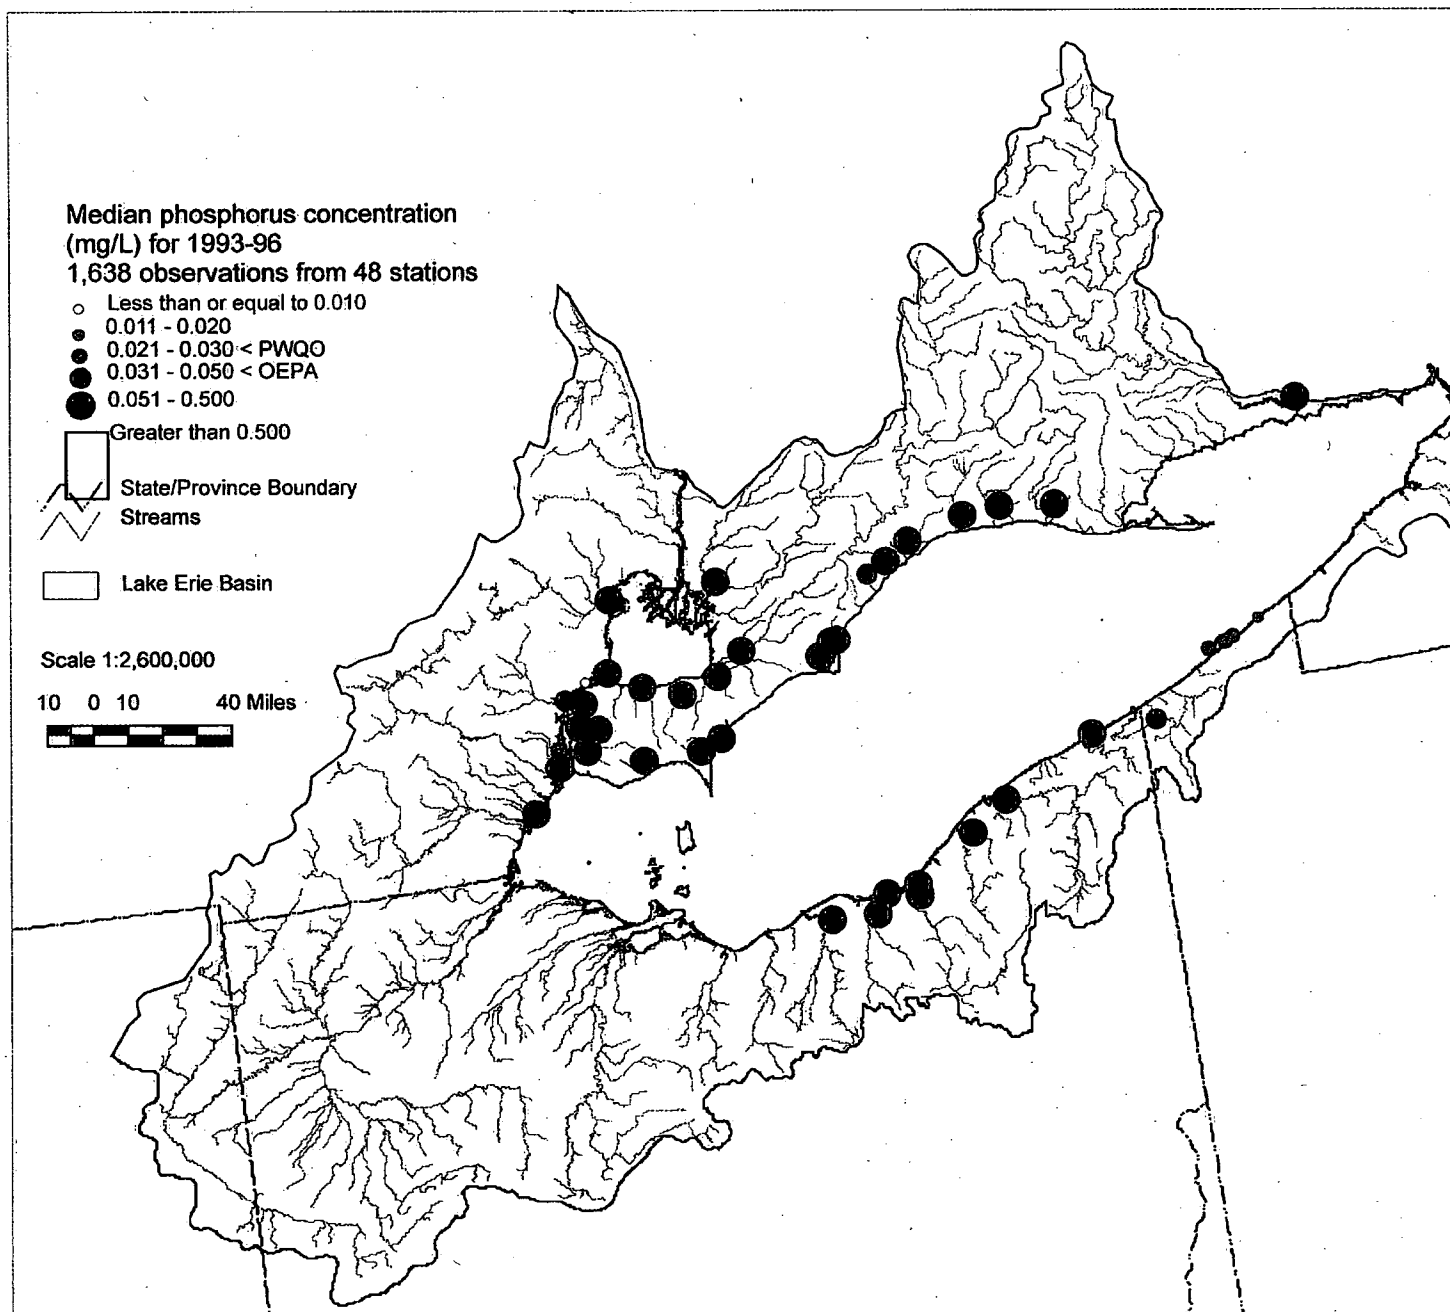 Median phosphorus concentration
(mg/L) for 1993-96
1,638 observations from 48 stations
Less than or equal to 0.010
0.011 - 0.020
0.021 - 0.030 < PWQO
0.031 - 0.050 < OEPA
0.051 - 0.500
Greater than 0.500
State/Province Boundary
Streams
Lake Erie Basin
Scale 1:2,600,000
10 0 10 40 Miles